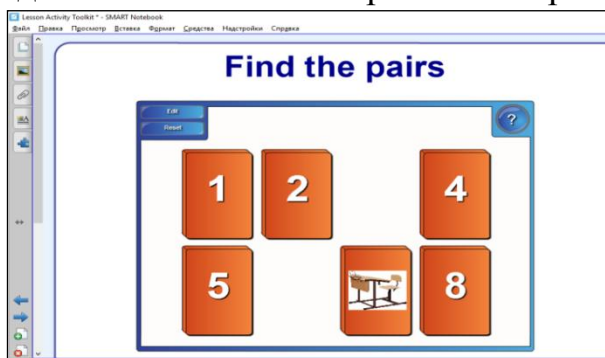 Lesson Activity Toolkit * - SMART Notebook
Файл Правка Просмотр Вставка Формат Средства Надстройки Справка
Find the pairs
Edit
Reset
?
1 2 4
5 8